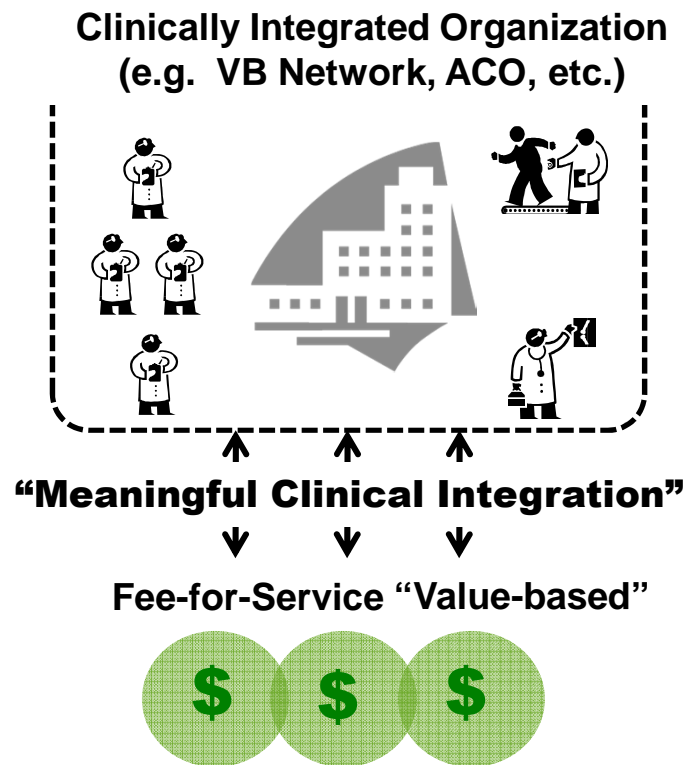 Clinically Integrated Organization
(e.g.  VB Network, ACO, etc.)
“Meaningful Clinical Integration”
Fee-for-Service “Value-based”
$ $ $